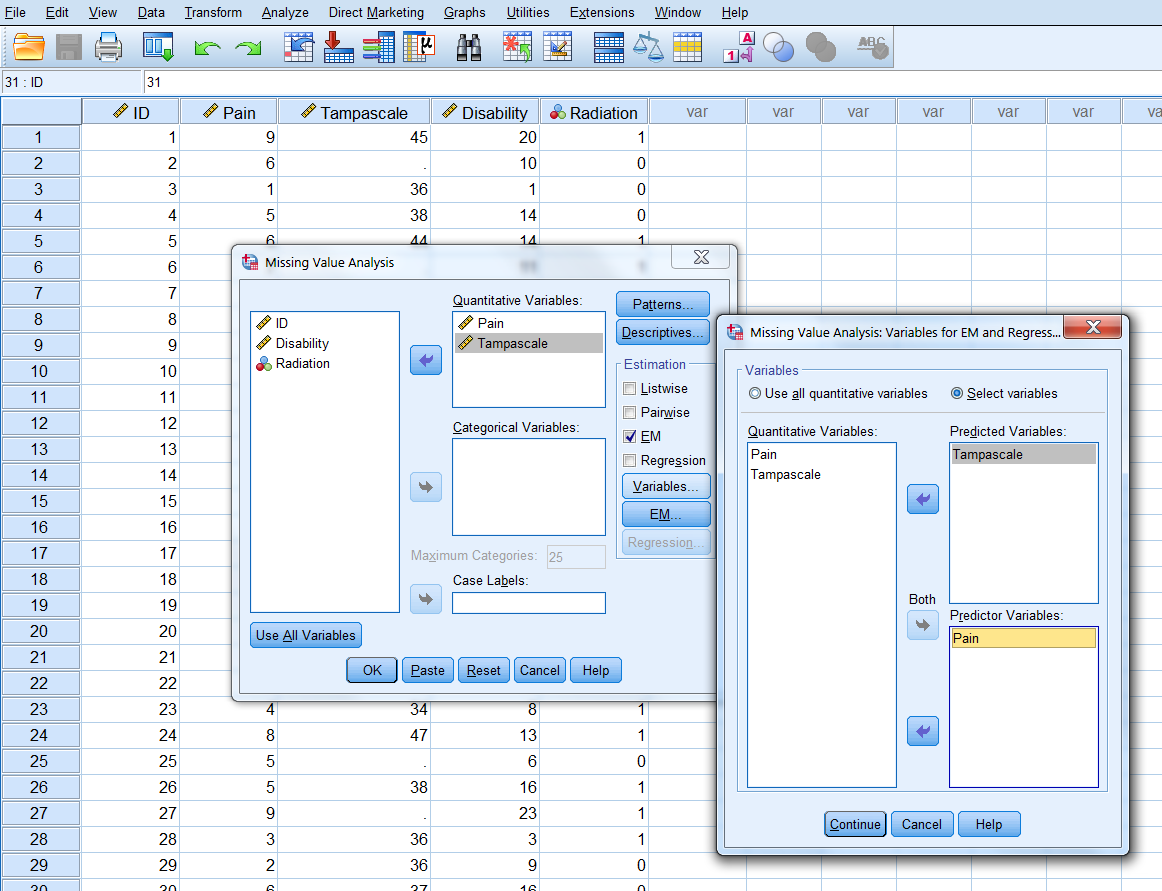 File Edit View Data Transform Analyze Direct Marketing Graphs Utilities Extensions Window Help
A
1
ABC
μ
31 : ID 31
ID Pain Tampascale Disability Radiation var var var var var var va
1 1 9 45 20 1
2 2 6 . 10 0
3 3 1 36 1 0
4 4 5 38 14 0
5 5 6 44 14 1
6 6 11 1
7 7
8 8
9 9
10 10
11 11
12 12
13 13
14 14
15 15
16 16
17 17
18 18
19 19
20 20
21 21
22 22
23 23 4 34 8 1
24 24 8 47 13 1
25 25 5 . 6 0
26 26 5 38 16 1
27 27 9 . 23 1
28 28 3 36 3 1
29 29 2 36 9 0
30 30 6 37 16 0
Missing Value Analysis
ID
Disability
Radiation
Quantitative Variables:
Pain
Tampascale
Categorical Variables:
Maximum Categories: 25
Case Labels:
Patterns...
Descriptives...
Estimation
Listwise
Pairwise
EM
Regression
Variables...
EM...
Regression...
Use All Variables
OK Paste Reset Cancel Help
Missing Value Analysis: Variables for EM and Regress...
Variables
Use all quantitative variables Select variables
Quantitative Variables:
Pain
Tampascale
Predicted Variables:
Tampascale
Both
Predictor Variables:
Pain
Continue Cancel Help